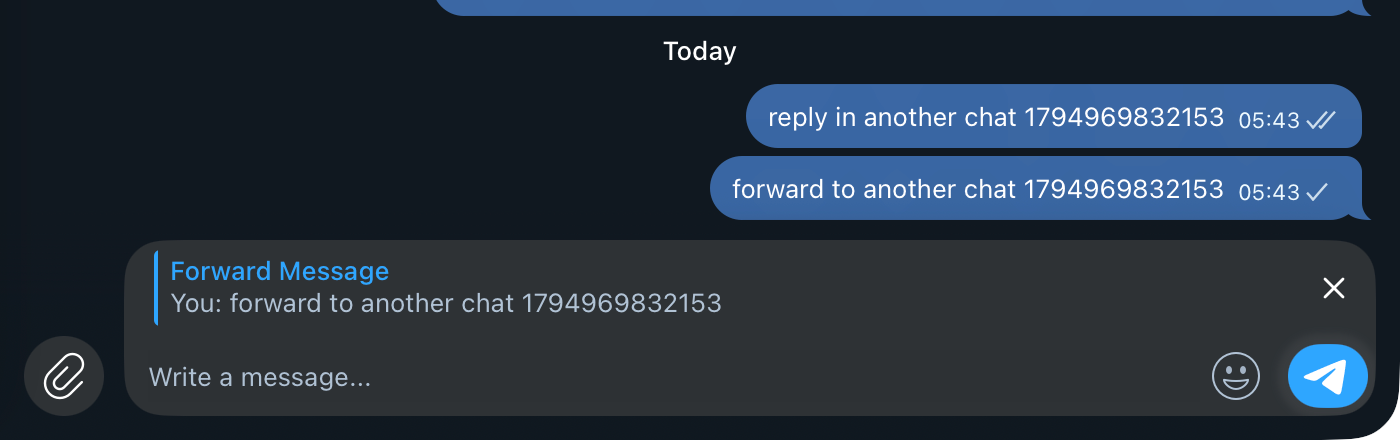 Today
reply in another chat 1794969832153 05:43
forward to another chat 1794969832153 05:43
Forward Message
You: forward to another chat 1794969832153
Write a message...